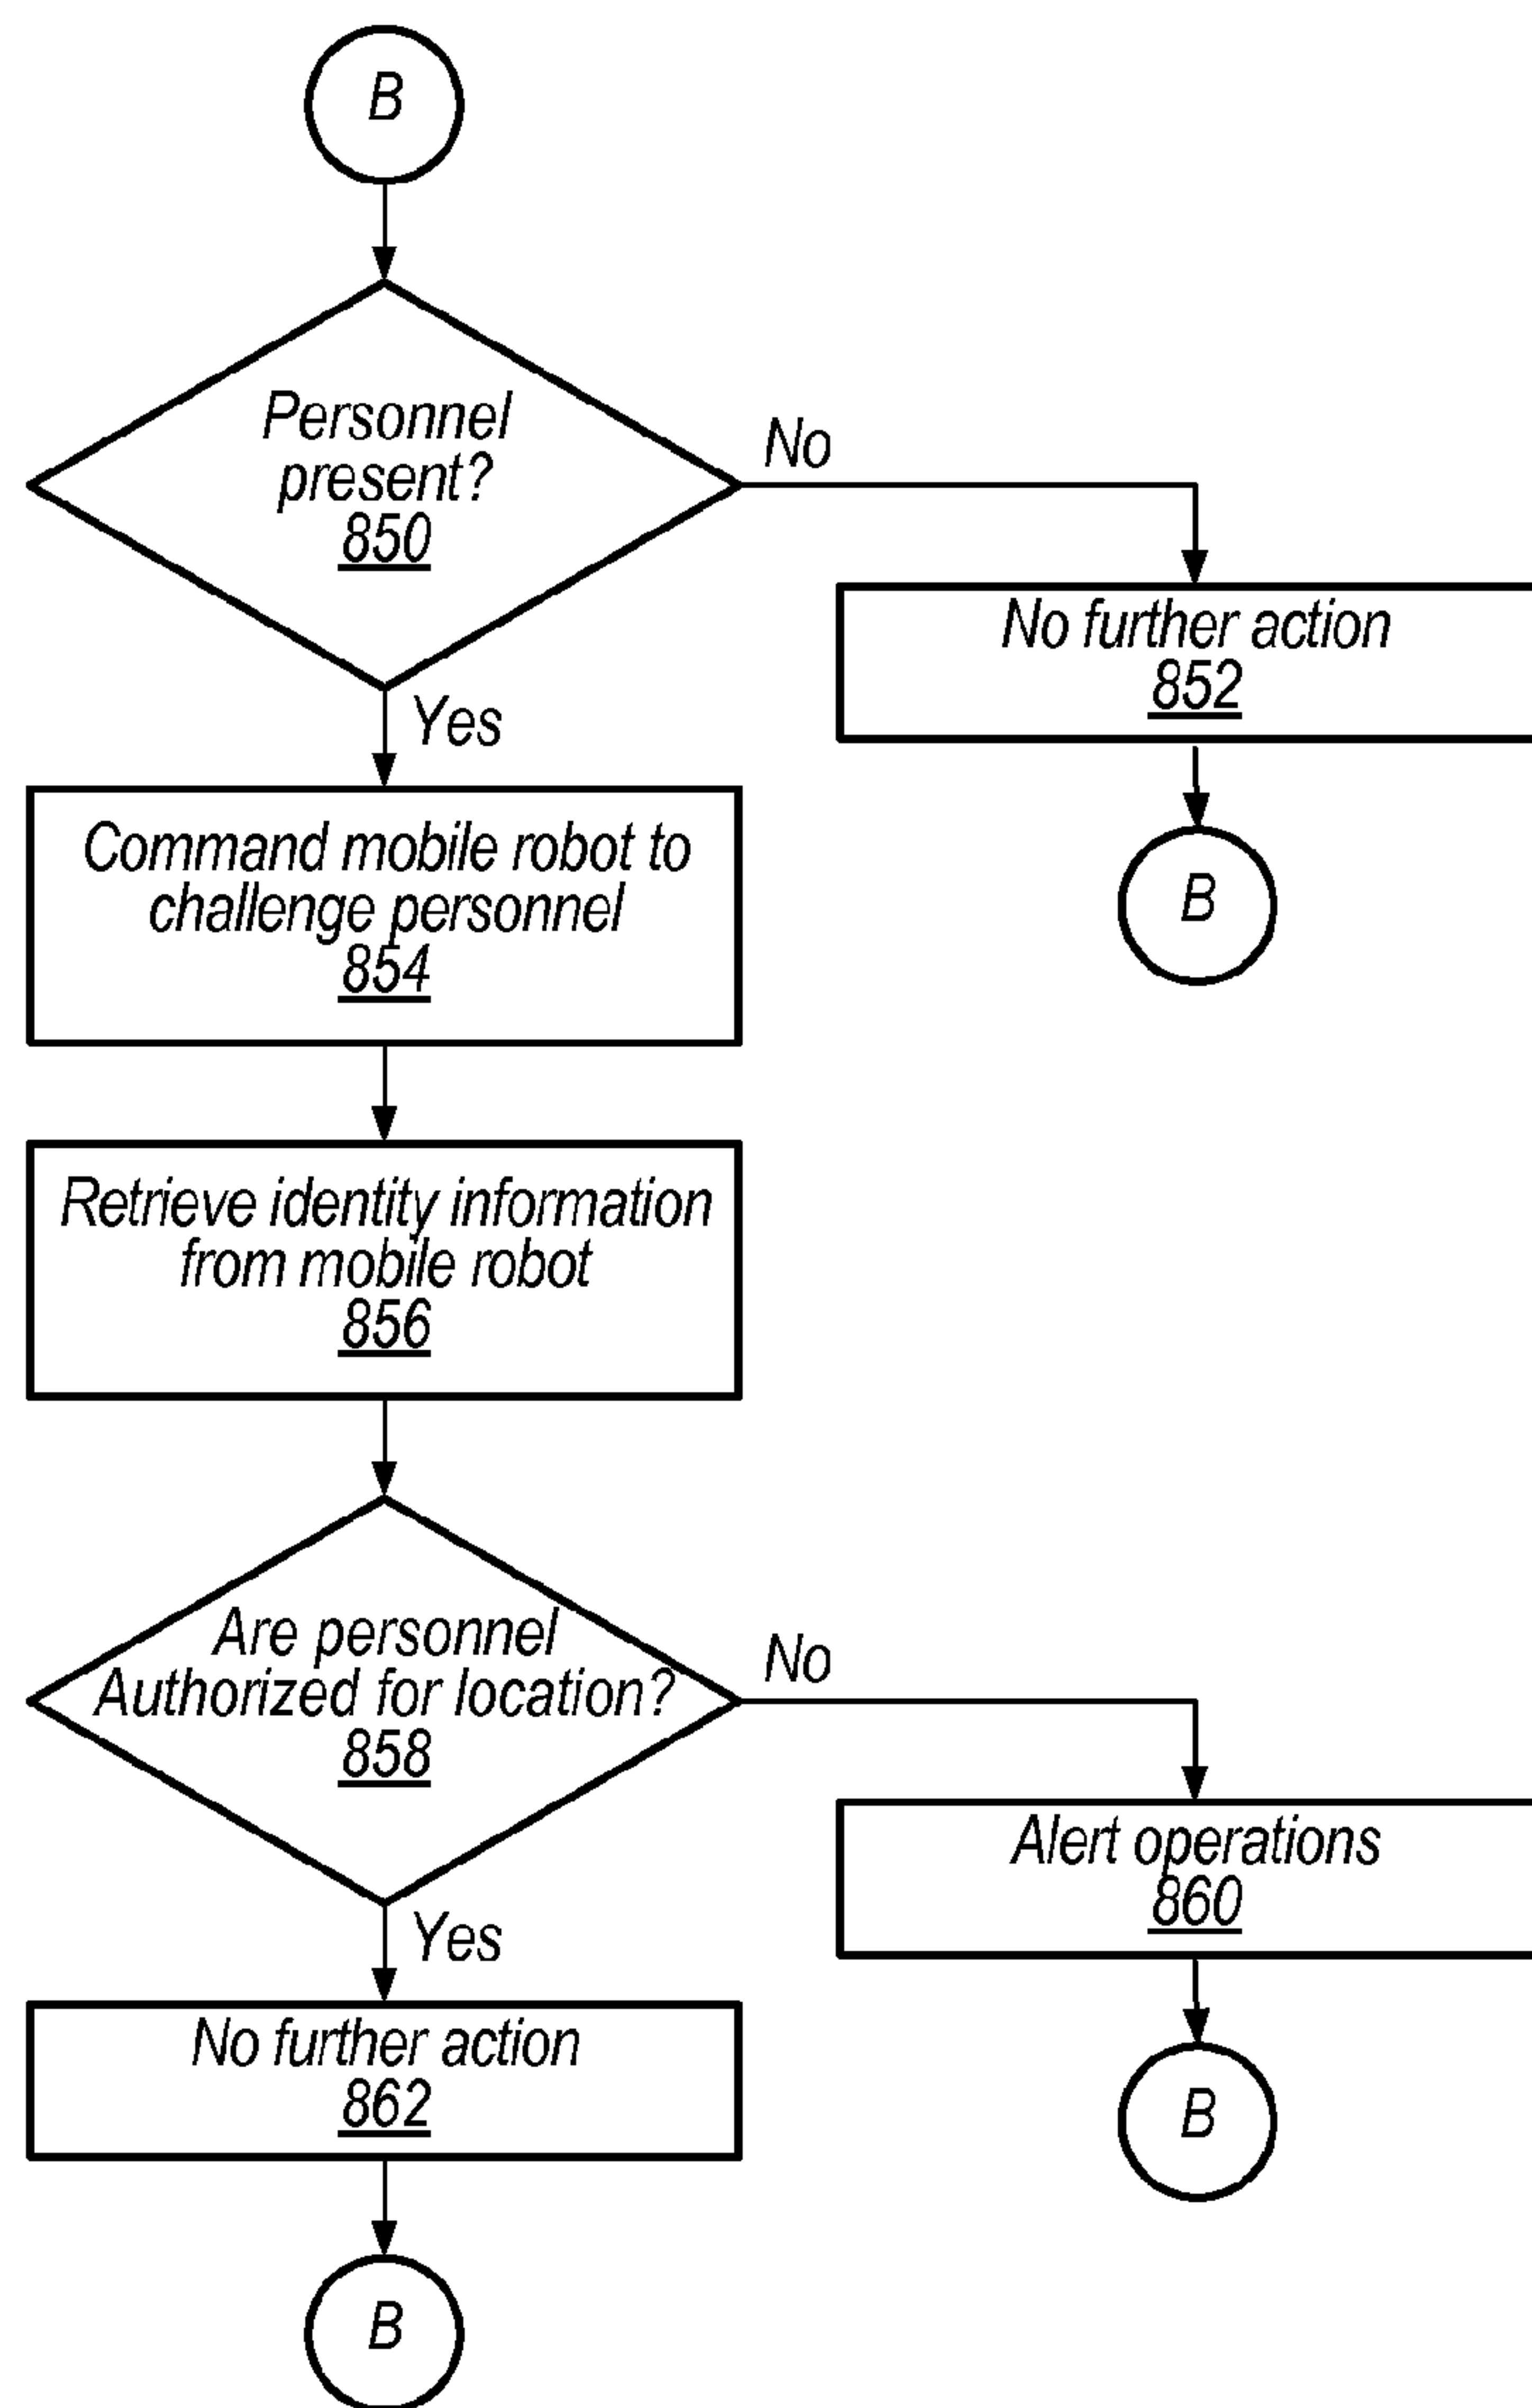 B
Personnel
present?
850
No
No further action
852
B
Yes
Command mobile robot to
challenge personnel
854
Retrieve identity information
from mobile robot
856
Are personnel
Authorized for location?
858
No
Alert operations
860
B
Yes
No further action
862
B